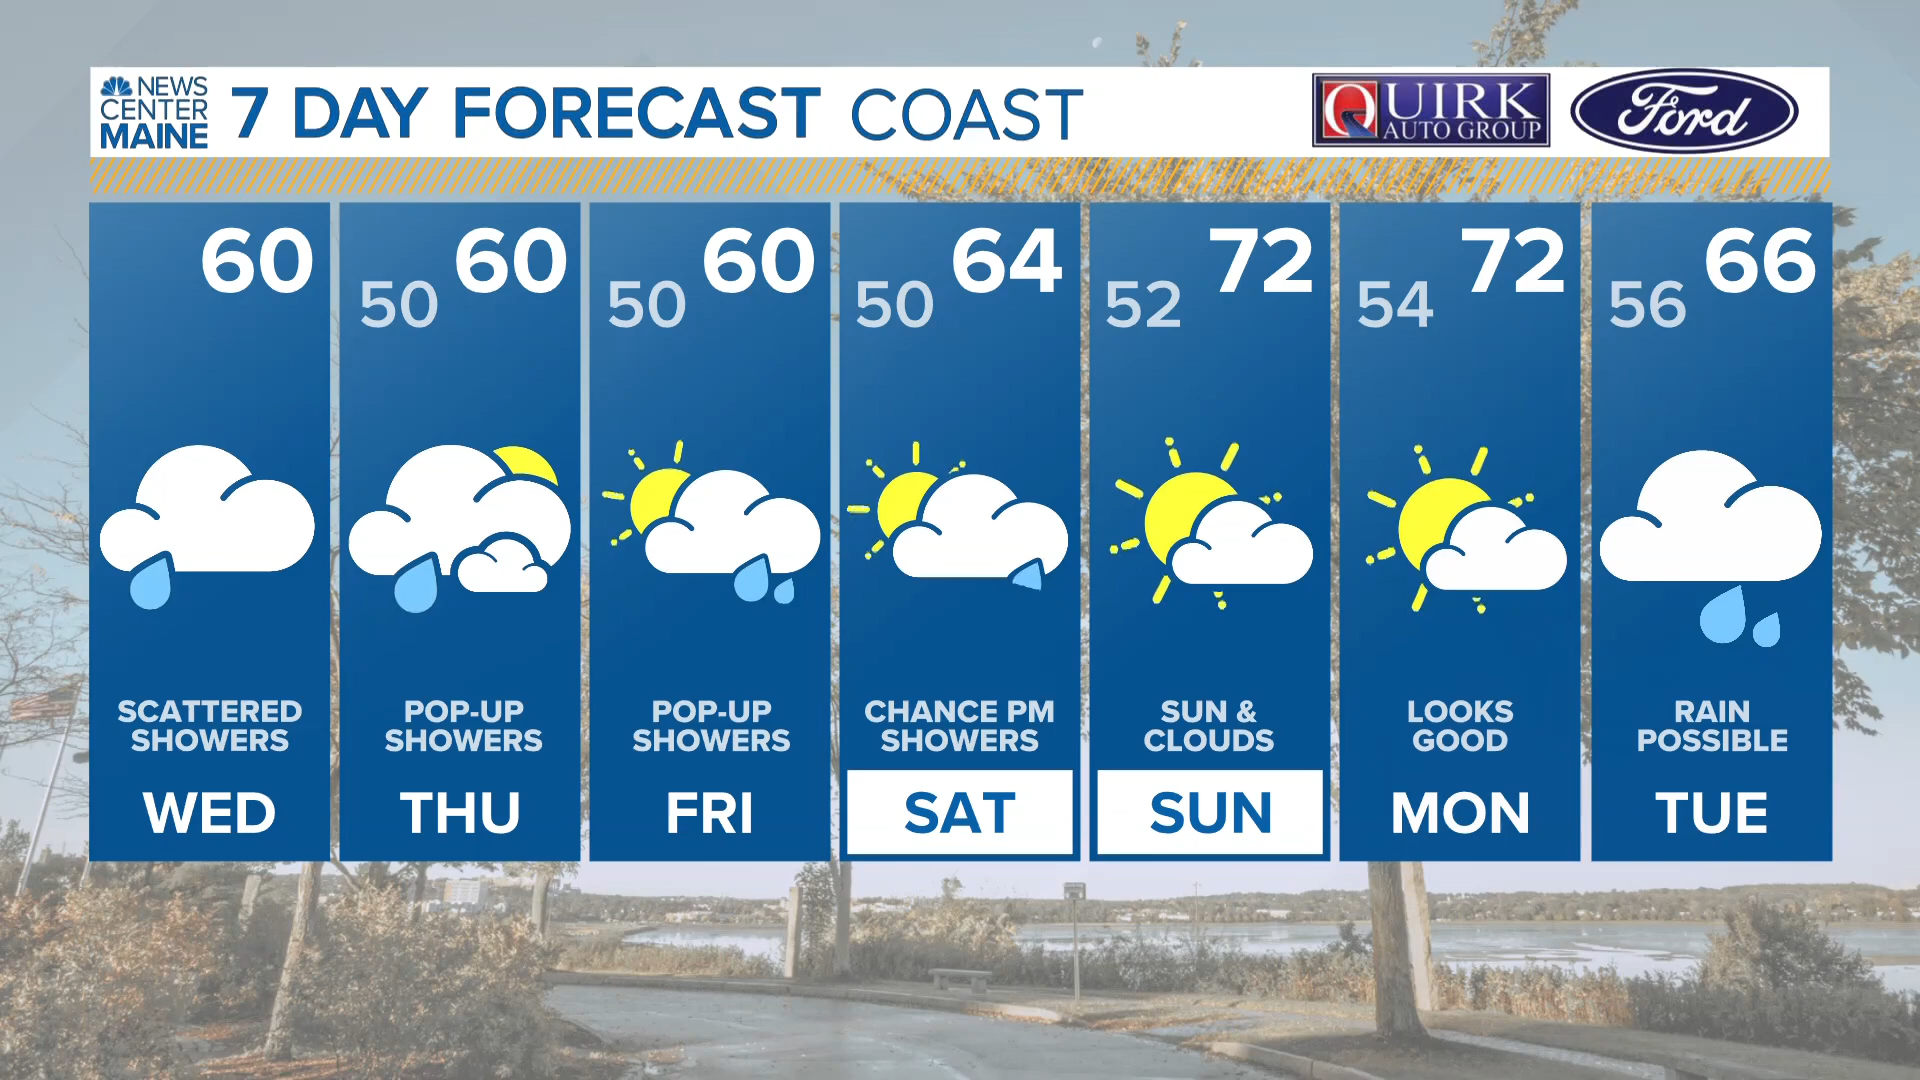 NEWS
CENTER
MAINE
7 DAY FORECAST COAST
QUIRK
AUTO GROUP
Ford
60
50 60
50 60
50 64
52 72
54 72
56 66
SCATTERED
SHOWERS
POP-UP
SHOWERS
POP-UP
SHOWERS
CHANCE PM
SHOWERS
SUN &
CLOUDS
LOOKS
GOOD
RAIN
POSSIBLE
WED
THU
FRI
SAT
SUN
MON
TUE